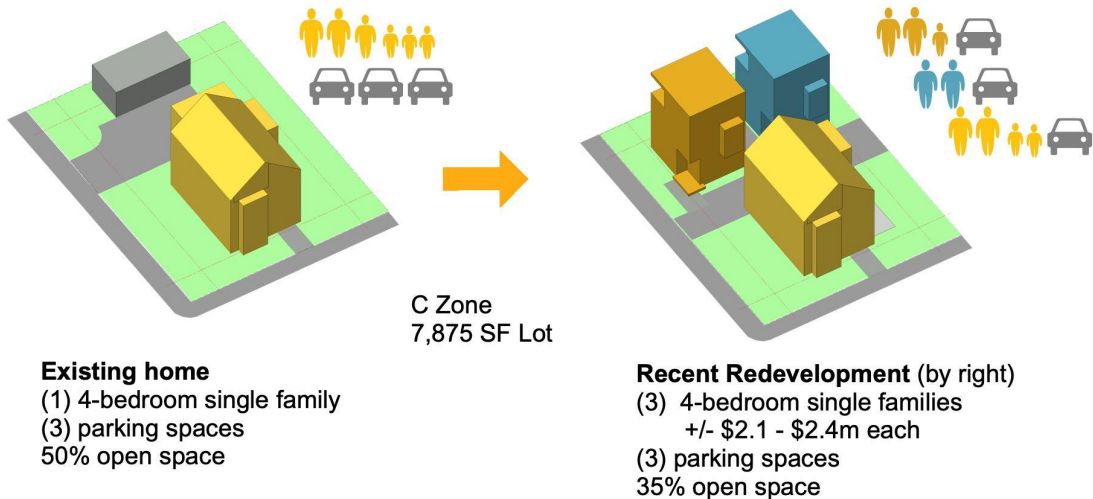 C Zone
7,875 SF Lot
Existing home
(1) 4-bedroom single family
(3) parking spaces
50% open space
Recent Redevelopment (by right)
(3) 4-bedroom single families
+/- $2.1 - $2.4m each
(3) parking spaces
35% open space